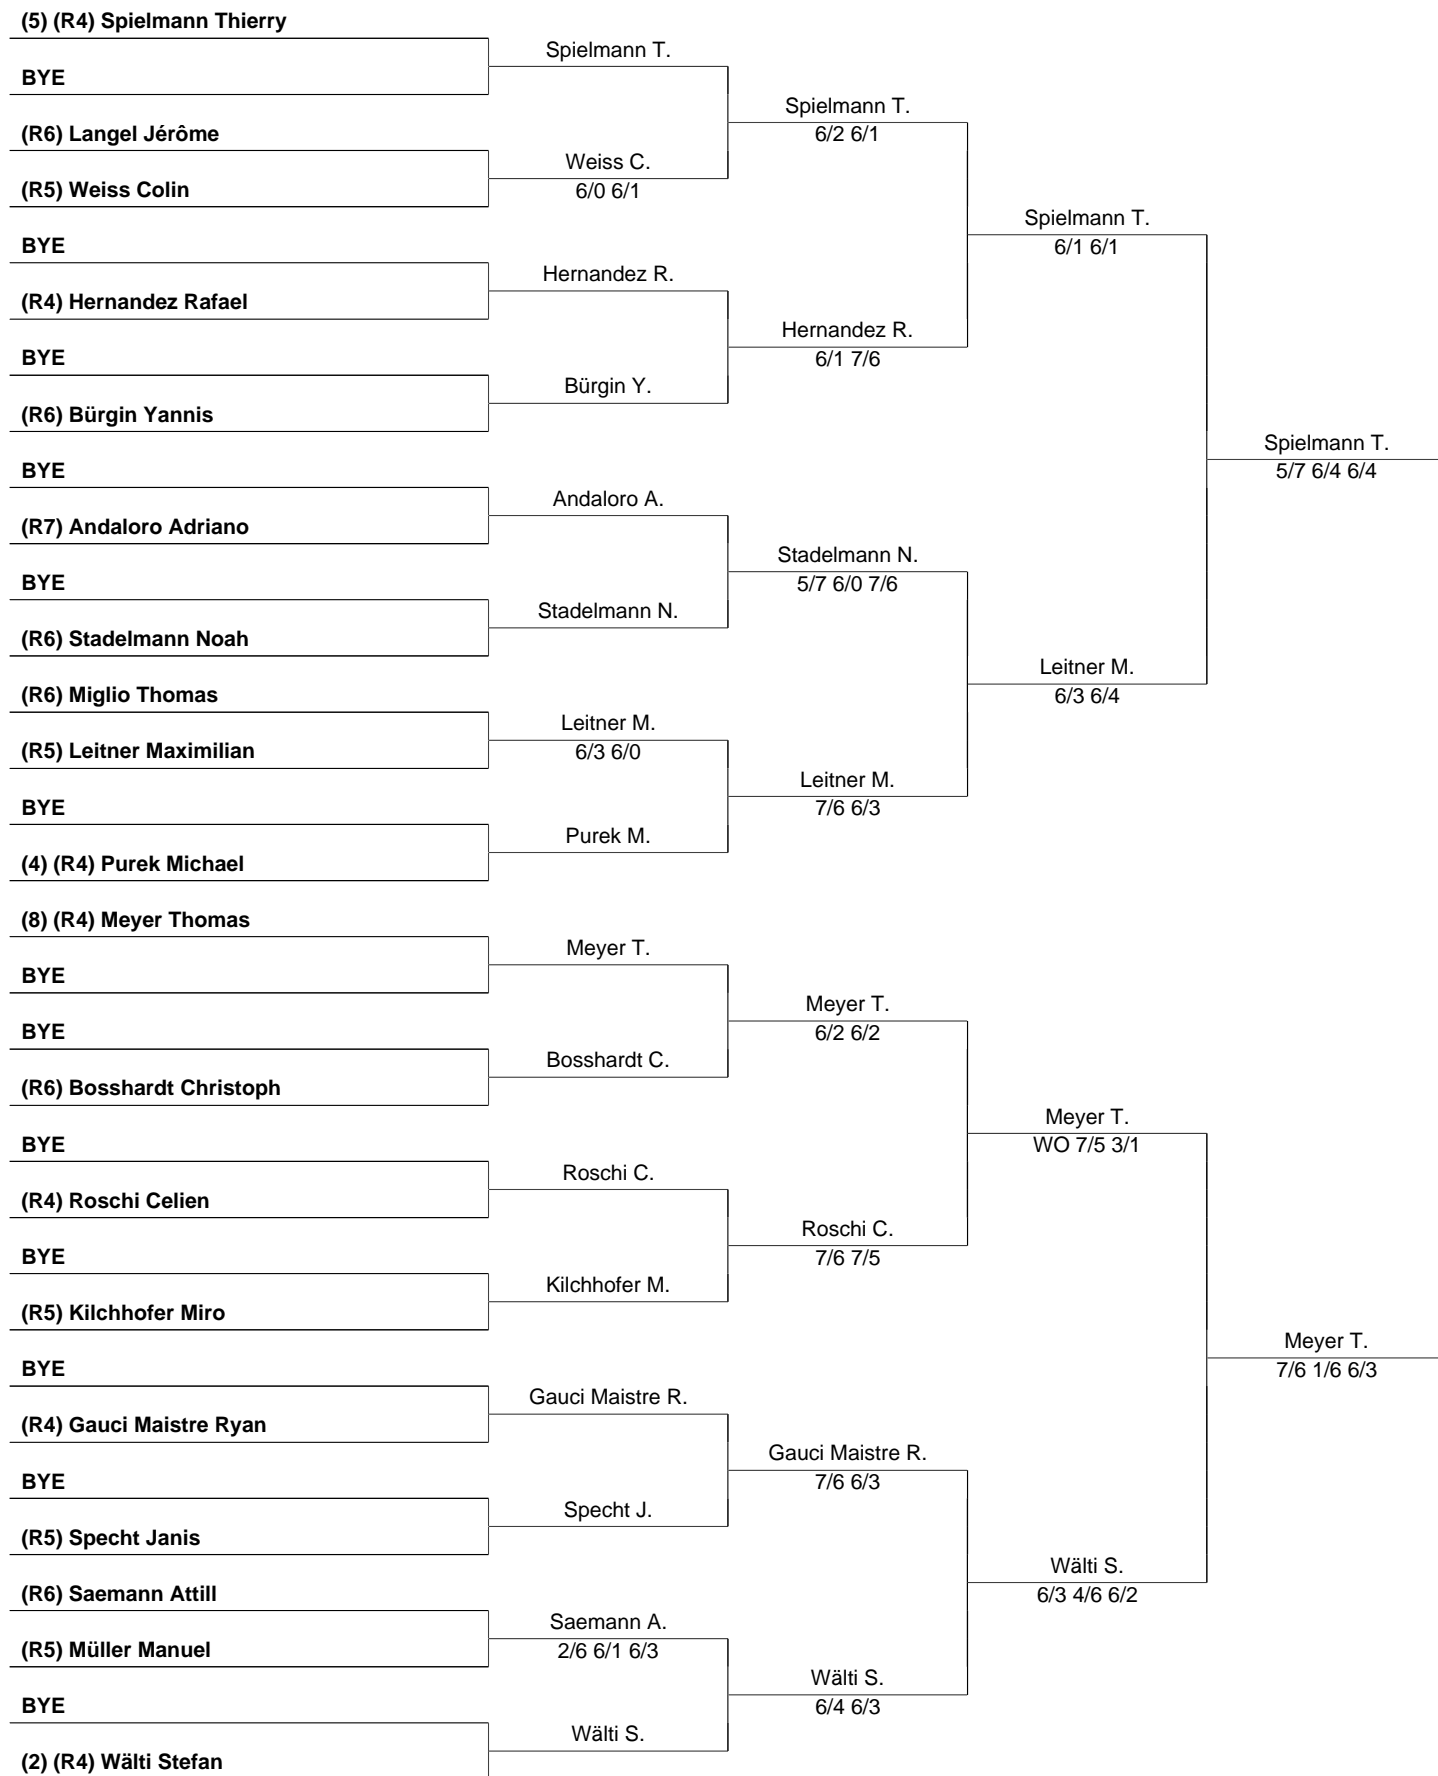 (5) (R4) Spielmann Thierry
BYE
(R6) Langel Jérôme
(R5) Weiss Colin
BYE
(R4) Hernandez Rafael
BYE
(R6) Bürgin Yannis
BYE
(R7) Andaloro Adriano
BYE
(R6) Stadelmann Noah
(R6) Miglio Thomas
(R5) Leitner Maximilian
BYE
(4) (R4) Purek Michael
(8) (R4) Meyer Thomas
BYE
BYE
(R6) Bosshardt Christoph
BYE
(R4) Roschi Celien
BYE
(R5) Kilchhofer Miro
BYE
(R4) Gauci Maistre Ryan
BYE
(R5) Specht Janis
(R6) Saemann Attill
(R5) Müller Manuel
BYE
(2) (R4) Wälti Stefan
Spielmann T.
Weiss C.
6/0 6/1
Hernandez R.
Bürgin Y.
Andaloro A.
Stadelmann N.
Leitner M.
6/3 6/0
Purek M.
Meyer T.
Bosshardt C.
Roschi C.
Kilchhofer M.
Gauci Maistre R.
Specht J.
Saemann A.
2/6 6/1 6/3
Wälti S.
Spielmann T.
6/2 6/1
Hernandez R.
6/1 7/6
Stadelmann N.
5/7 6/0 7/6
Leitner M.
7/6 6/3
Meyer T.
6/2 6/2
Roschi C.
7/6 7/5
Gauci Maistre R.
7/6 6/3
Wälti S.
6/4 6/3
Spielmann T.
6/1 6/1
Leitner M.
6/3 6/4
Meyer T.
WO 7/5 3/1
Wälti S.
6/3 4/6 6/2
Spielmann T.
5/7 6/4 6/4
Meyer T.
7/6 1/6 6/3